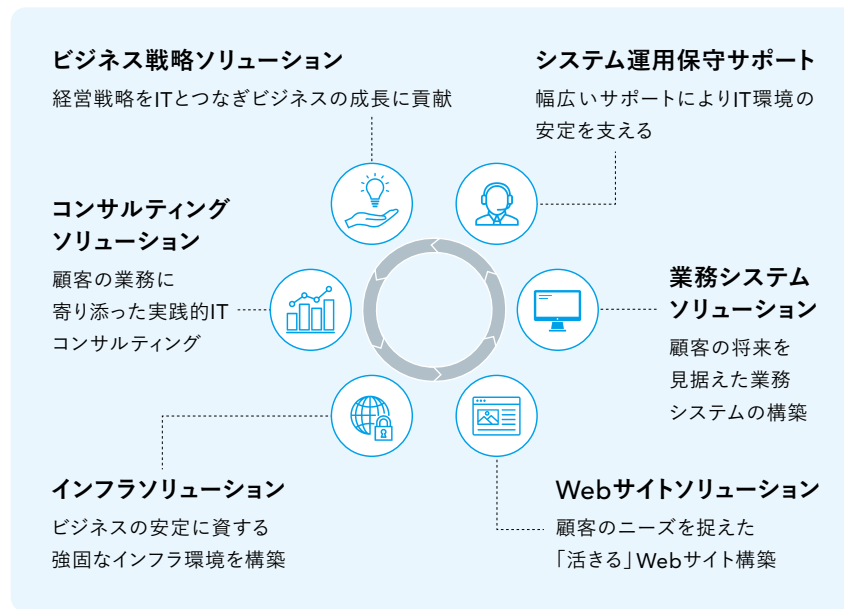 ビジネス戦略ソリューション
経営戦略をITとつなぎビジネスの成長に貢献
システム運用保守サポート
幅広いサポートによりIT環境の
安定を支える
コンサルティング
ソリューション
顧客の業務に
寄り添った実践的IT
コンサルティング
業務システム
ソリューション
顧客の将来を
見据えた業務
システムの構築
インフラソリューション
ビジネスの安定に資する
強固なインフラ環境を構築
Webサイトソリューション
顧客のニーズを捉えた
「活きる」Webサイト構築